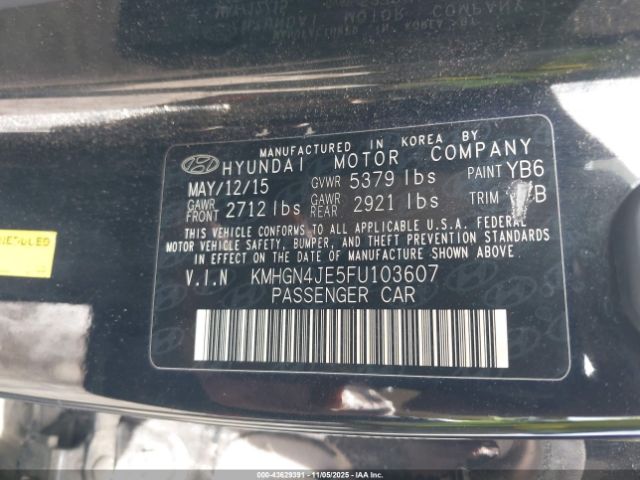 MANUFACTURED IN KOREA BY
HYUNDAI MOTOR COMPANY
MAY/12/15 GVWR 5379 lbs PAINT YB6
GAWR FRONT 2712 lbs GAWR REAR 2921 lbs TRIM B
THIS VEHICLE CONFORMS TO ALL APPLICABLE U.S.A. FEDERAL
MOTOR VEHICLE SAFETY, BUMPER, AND THEFT PREVENTION
STANDARDS IN EFFECT ON THE DATE OF MANUFACTURE SHOWN ABOVE.
V.I.N KMHGN4JE5FU103607
PASSENGER CAR
000-43629391 - 11/05/2025 - IAAI.com